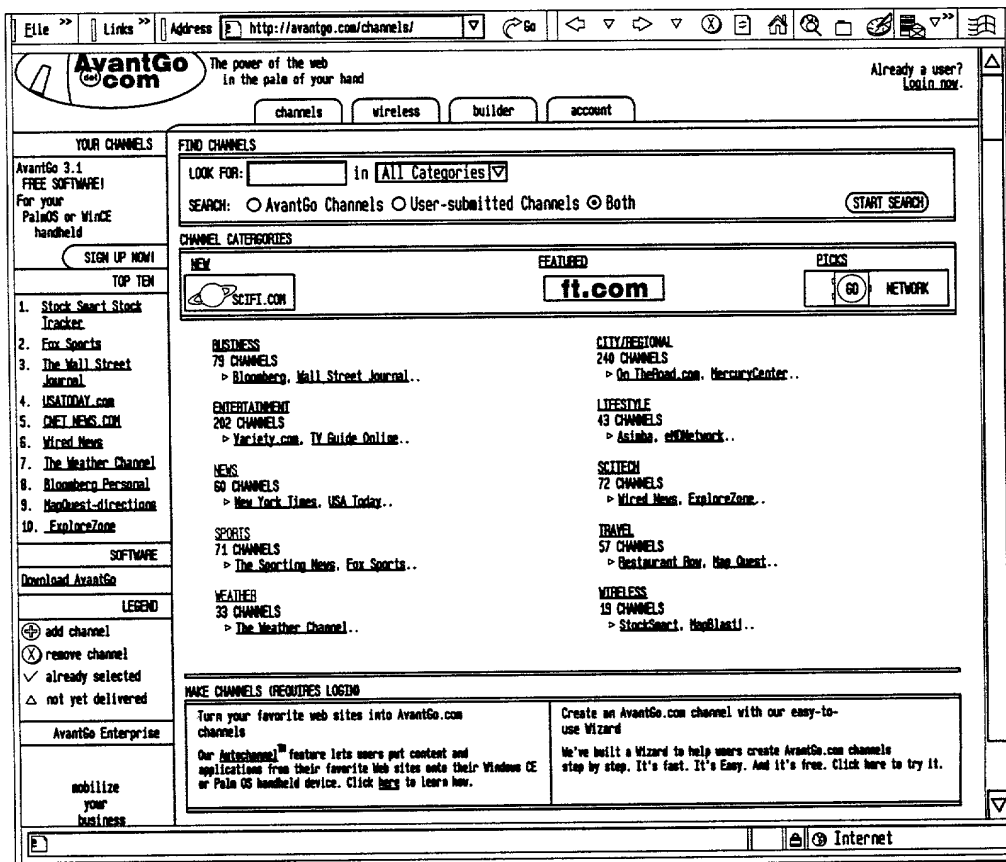 File >> Links >> Address http://avantgo.com/channels/ Go >>
AvantGo
dot com
The power of the web
in the palm of your hand
Already a user?
Login now.
channels wireless builder account
YOUR CHANNELS
AvantGo 3.1
FREE SOFTWARE!
For your
PalmOS or WinCE
handheld
SIGN UP NOW!
TOP TEN
1. Stock Smart Stock
Tracker
2. Fox Sports
3. The Wall Street
Journal
4. USATODAY.com
5. CNET NEWS.COM
6. Wired News
7. The Weather Channel
8. Bloomberg Personal
9. MapQuest-directions
10. ExploreZone
SOFTWARE
Download AvantGo
LEGEND
add channel
remove channel
already selected
not yet delivered
AvantGo Enterprise
mobilize
your
business
FIND CHANNELS
LOOK FOR: in All Categories
SEARCH: AvantGo Channels User-submitted Channels Both START SEARCH
CHANNEL CATERGORIES
NEW FEATURED PICKS
SCIFI.COM ft.com GO NETWORK
BUSINESS
79 CHANNELS
Bloomberg, Wall Street Journal..
CITY/REGIONAL
240 CHANNELS
On TheRoad.com, MercuryCenter..
ENTERTAINMENT
202 CHANNELS
Variety.com, TV Guide Online..
LIFESTYLE
43 CHANNELS
Asimba, eMDNetwork..
NEWS
60 CHANNELS
New York Times, USA Today..
SCITECH
72 CHANNELS
Wired News, ExploreZone..
SPORTS
71 CHANNELS
The Sporting News, Fox Sports..
TRAVEL
57 CHANNELS
Restaurant Row, Map Quest..
WEATHER
33 CHANNELS
The Weather Channel..
WIRELESS
19 CHANNELS
StockSmart, MapBlast!..
MAKE CHANNELS (REQUIRES LOGIN)
Turn your favorite web sites into AvantGo.com
channels
Our Autochannel™ feature lets users put content and
applications from their favorite Web sites onto their Windows CE
or Palm OS handheld device. Click here to learn how.
Create an AvantGo.com channel with our easy-to-
use Wizard
We've built a Wizard to help users create AvantGo.com channels
step by step. It's fast. It's Easy. And it's free. Click here to try it.
Internet